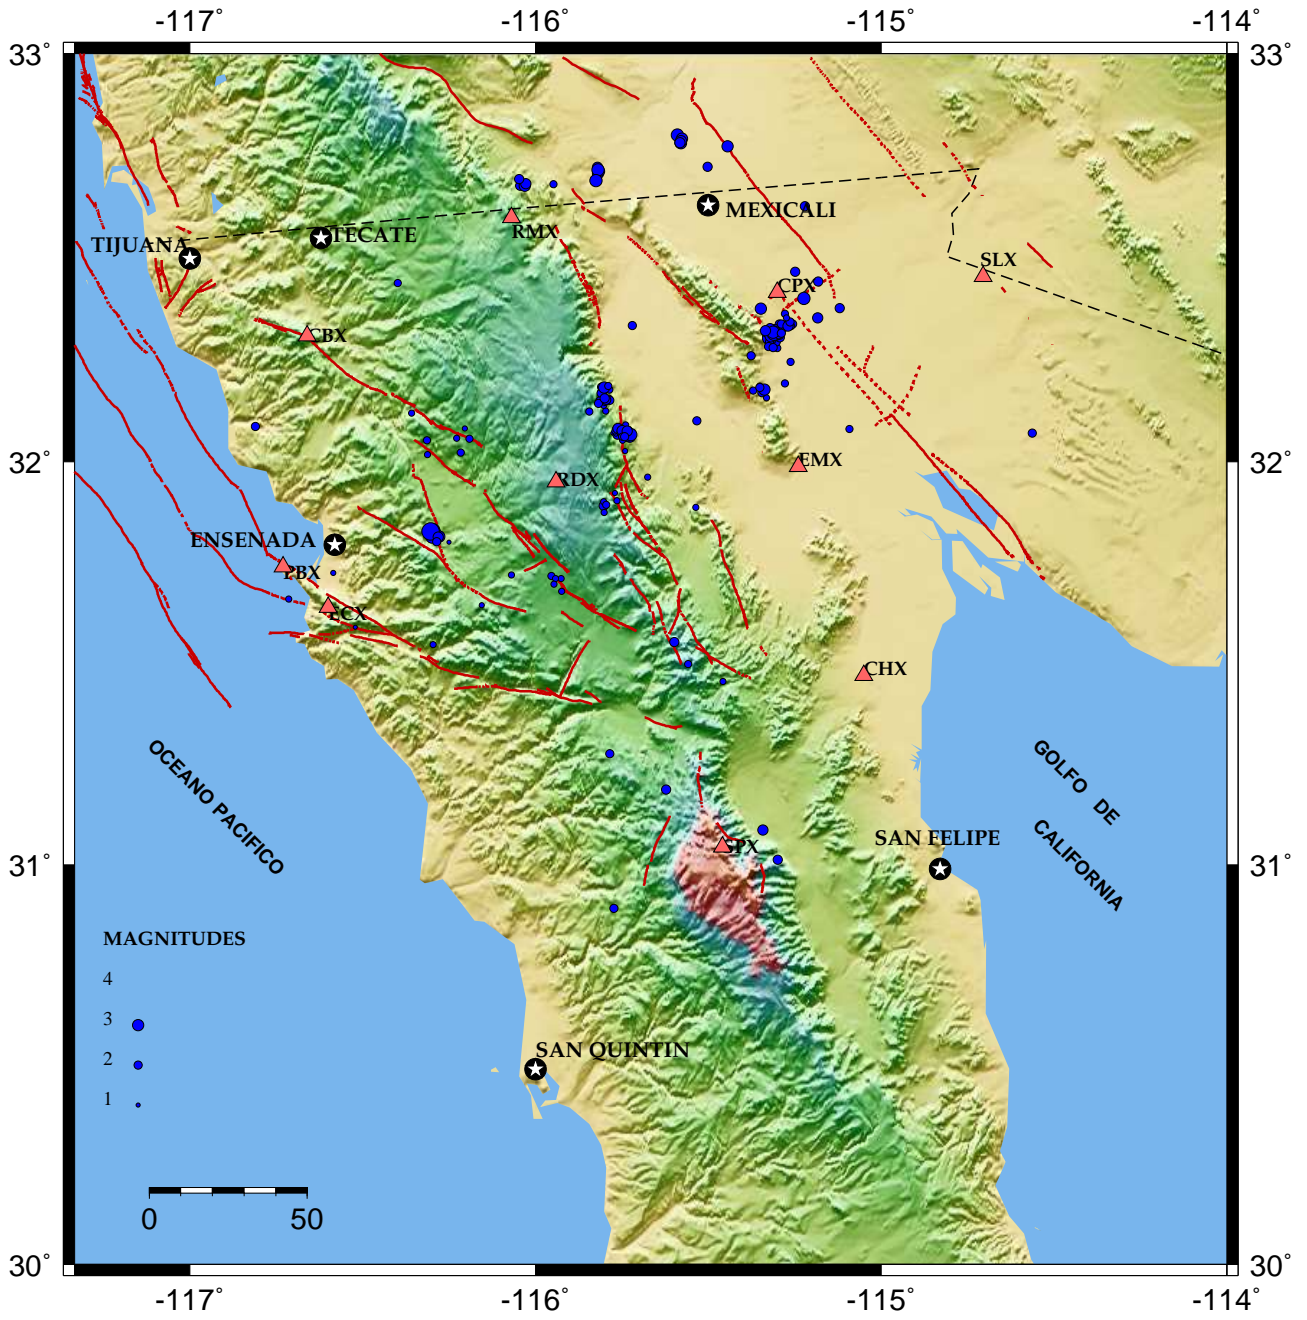 -117° -116° -115° -114°
33° 33°
MEXICALI
TECATE
TIJUANA
RMX
SLX
CPX
CBX
32° 32°
EMX
RDX
ENSENADA
PBX
ECX
CHX
OCEANO PACIFICO
GOLFO DE
CALIFORNIA
SAN FELIPE
SPX
31° 31°
MAGNITUDES
4
3
2
1
SAN QUINTIN
0 50
30° 30°
-117° -116° -115° -114°